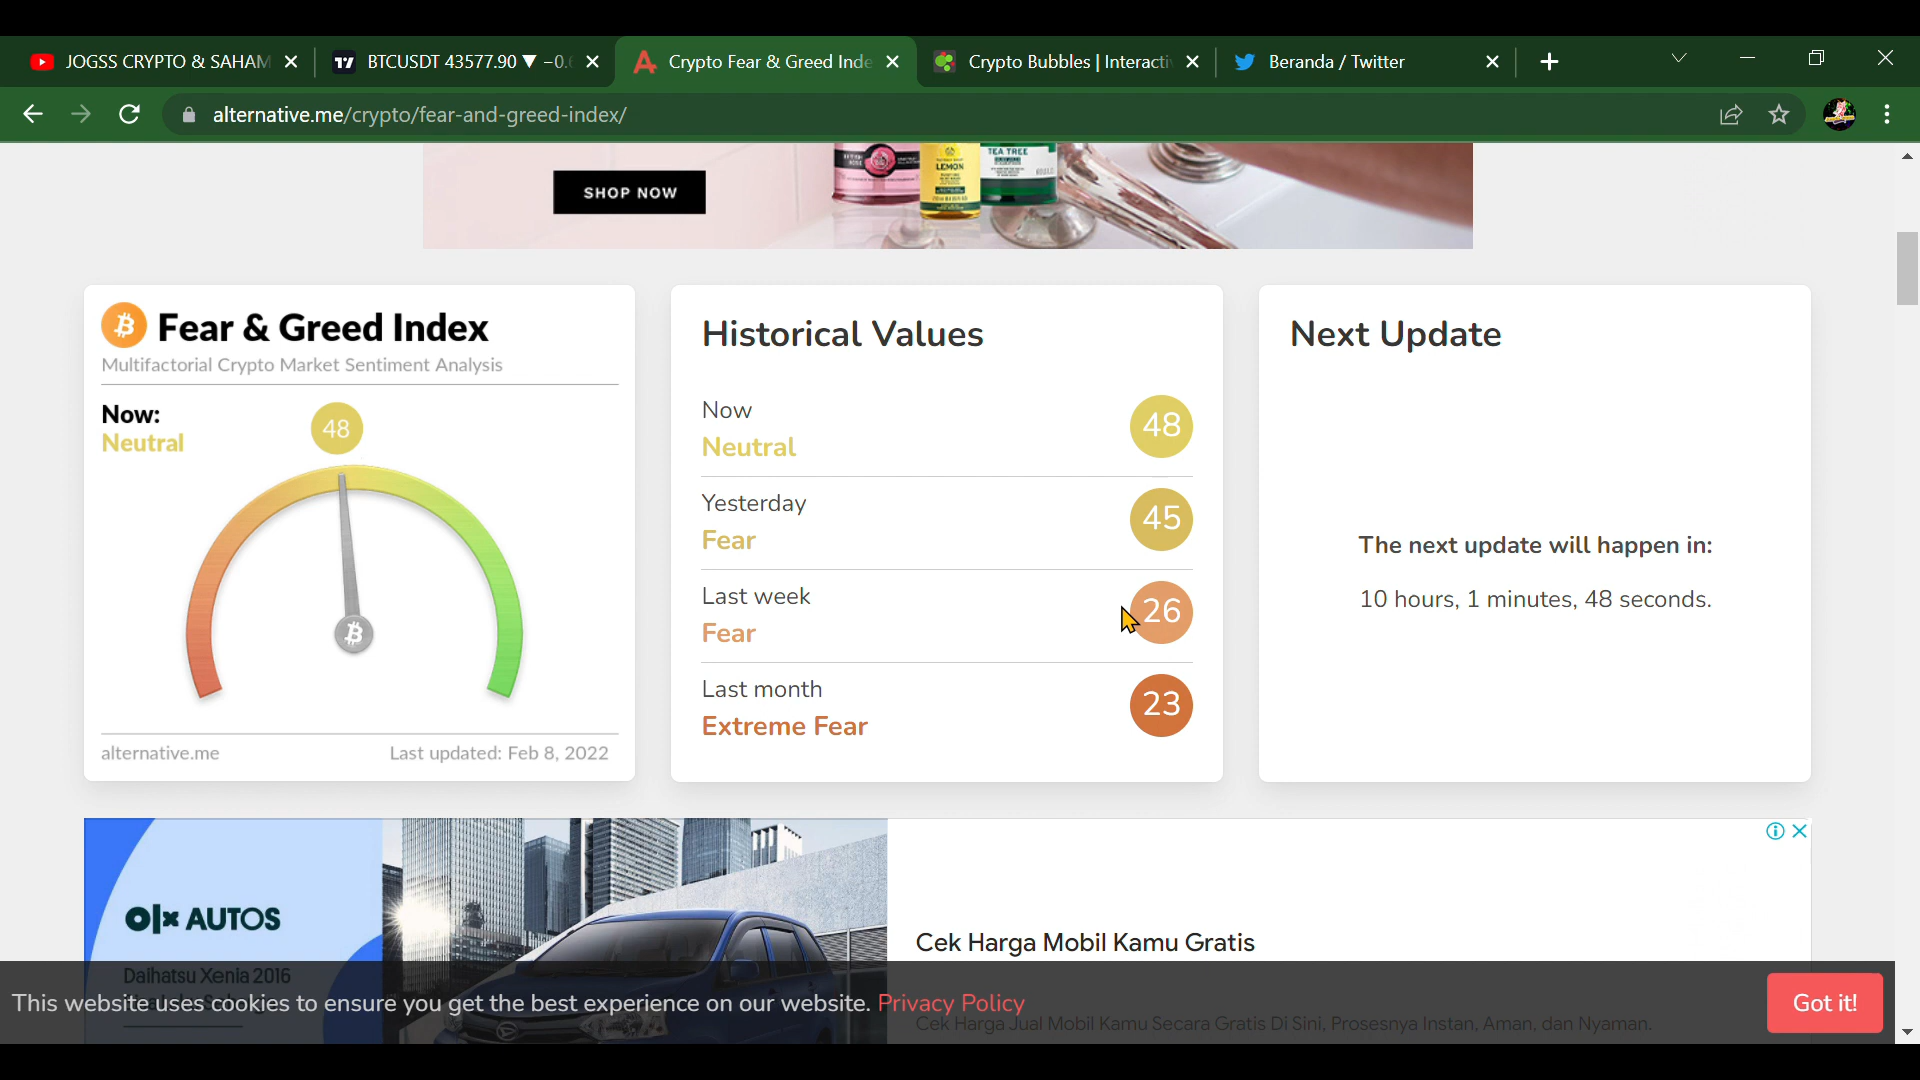 JOGSS CRYPTO & SAHAM
BTCUSDT 43577.90 ▼ −0.
Crypto Fear & Greed Inde
Crypto Bubbles | Interacti
Beranda / Twitter
alternative.me/crypto/fear-and-greed-index/
SHOP NOW
LEMON
TEA TREE
Fear & Greed Index
Multifactorial Crypto Market Sentiment Analysis
Now:
Neutral
48
alternative.me
Last updated: Feb 8, 2022
Historical Values
Now
Neutral
48
Yesterday
Fear
45
Last week
Fear
26
Last month
Extreme Fear
23
Next Update
The next update will happen in:
10 hours, 1 minutes, 48 seconds.
olx AUTOS
Daihatsu Xenia 2016
Cek Harga Mobil Kamu Gratis
Cek Harga Jual Mobil Kamu Secara Gratis Di Sini, Prosesnya Instan, Aman, dan Nyaman.
This website uses cookies to ensure you get the best experience on our website. Privacy Policy
Got it!